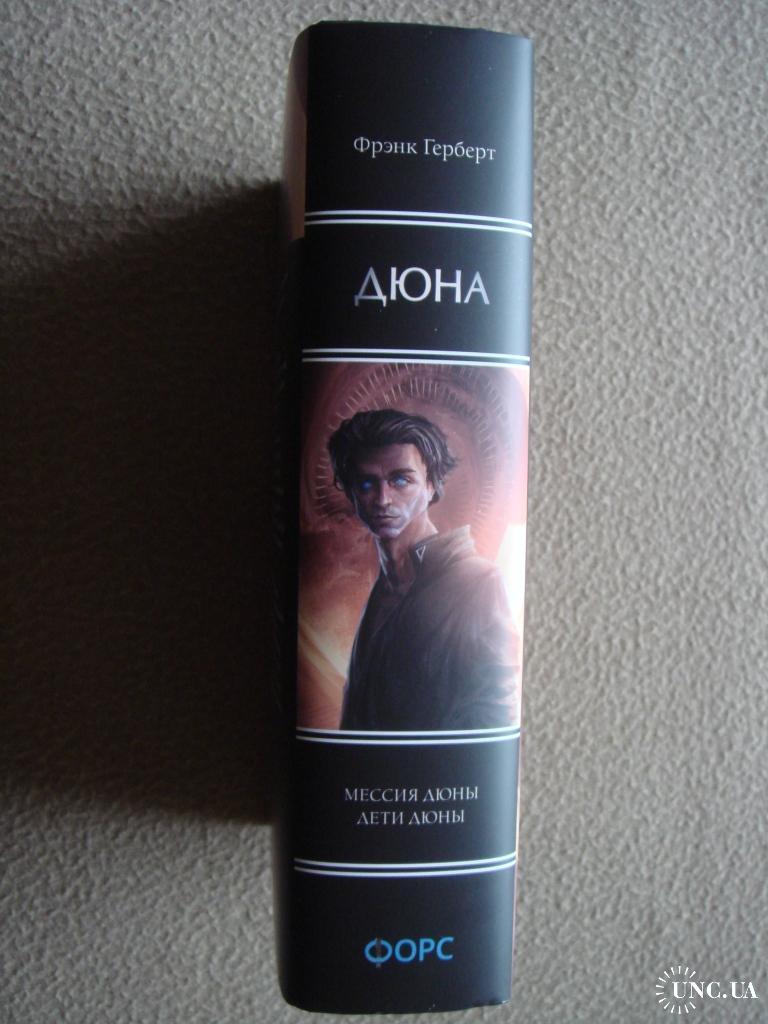 Фрэнк Герберт
ДЮНА
МЕССИЯ ДЮНЫ
ДЕТИ ДЮНЫ
ФОРС
UNC.UA